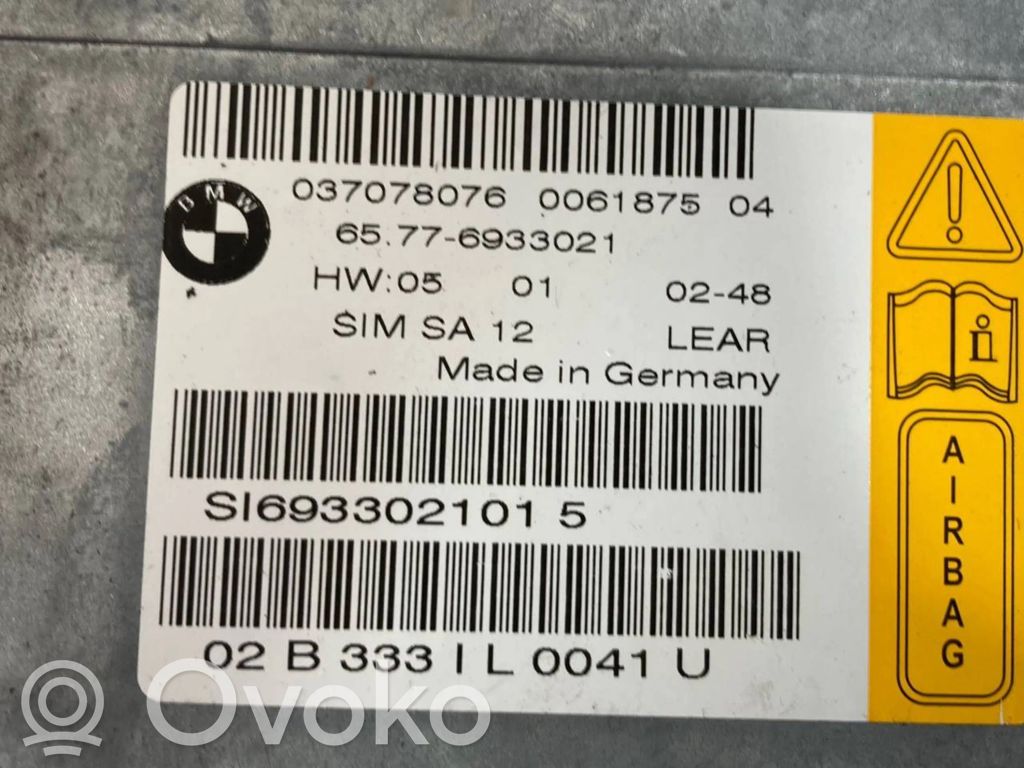 BMW
037078076 0061875 04
65.77-6933021
HW:05 01 02-48
SIM SA 12 LEAR
Made in Germany
SI693302101 5
02 B 333 I L 0041 U
i
AIRBAG
Ovoko